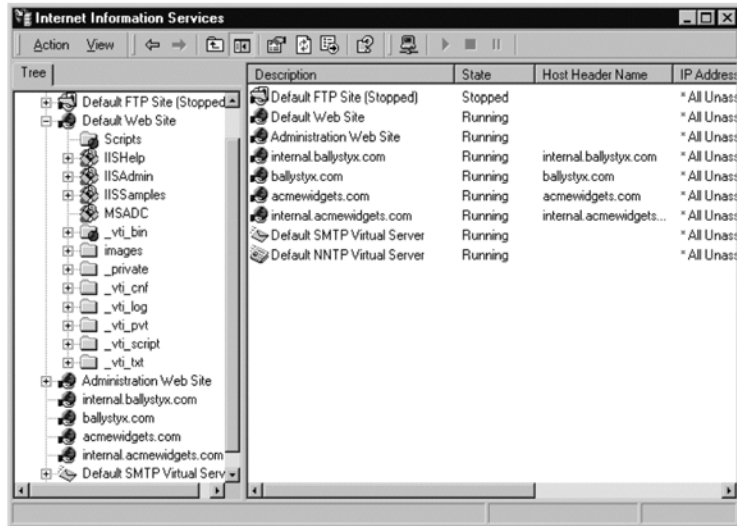 Internet Information Services
Action View
Tree
Default FTP Site (Stopped
Default Web Site
Scripts
IISHelp
IISAdmin
IISSamples
MSADC
_vti_bin
images
_private
_vti_cnf
_vti_log
_vti_pvt
_vti_script
_vti_txt
Administration Web Site
internal.ballystyx.com
ballystyx.com
acmewidgets.com
internal.acmewidgets.com
Default SMTP Virtual Serv
Description State Host Header Name IP Address
Default FTP Site (Stopped) Stopped * All Unass
Default Web Site Running * All Unass
Administration Web Site Running * All Unass
internal.ballystyx.com Running internal.ballystyx.com * All Unass
ballystyx.com Running ballystyx.com * All Unass
acmewidgets.com Running acmewidgets.com * All Unass
internal.acmewidgets.com Running internal.acmewidgets... * All Unass
Default SMTP Virtual Server Running * All Unass
Default NNTP Virtual Server Running * All Unass